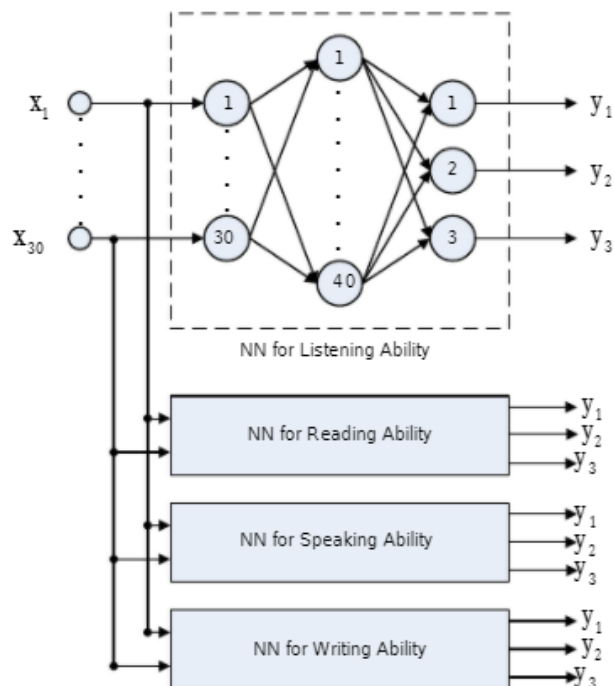 1
x1 1 1 y1
2 y2
x30 30 3 y3
40
NN for Listening Ability
y1
NN for Reading Ability y2
y3
y1
NN for Speaking Ability y2
y3
y1
NN for Writing Ability y2
y3